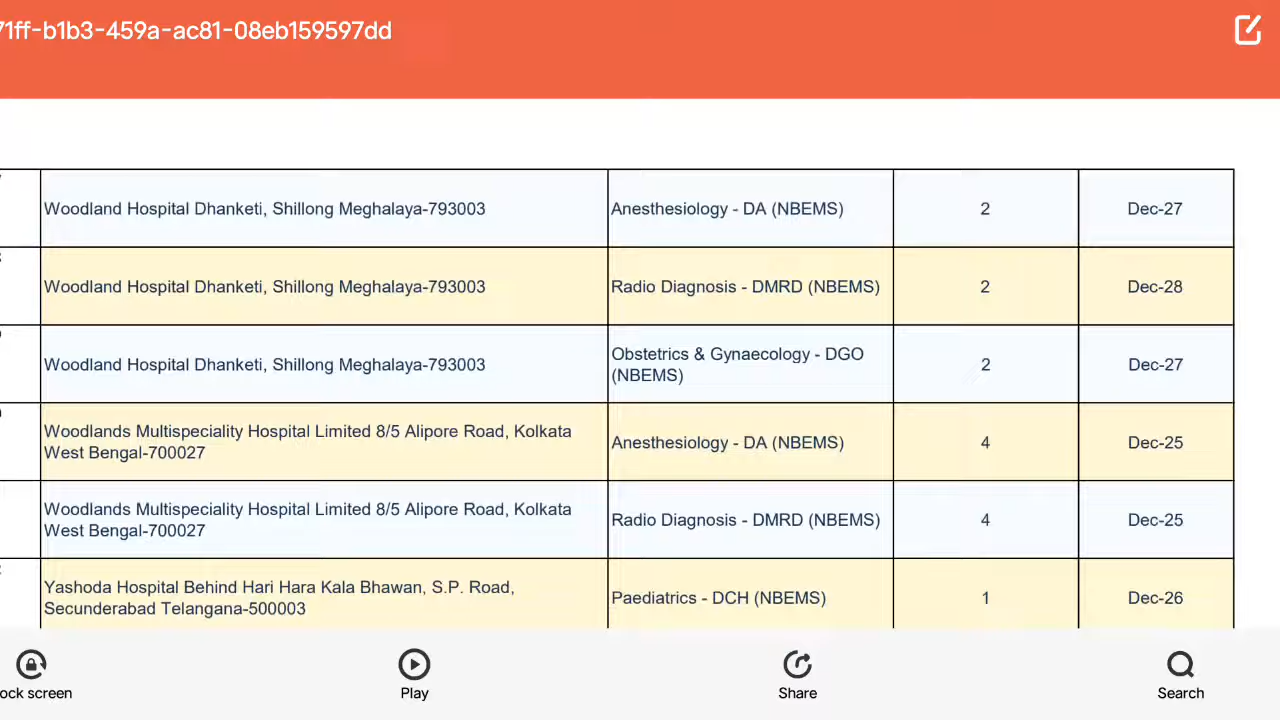 71ff-b1b3-459a-ac81-08eb159597dd
Woodland Hospital Dhanketi, Shillong Meghalaya-793003
Anesthesiology - DA (NBEMS)
2
Dec-27
Woodland Hospital Dhanketi, Shillong Meghalaya-793003
Radio Diagnosis - DMRD (NBEMS)
2
Dec-28
Woodland Hospital Dhanketi, Shillong Meghalaya-793003
Obstetrics & Gynaecology - DGO
(NBEMS)
2
Dec-27
Woodlands Multispeciality Hospital Limited 8/5 Alipore Road, Kolkata
West Bengal-700027
Anesthesiology - DA (NBEMS)
4
Dec-25
Woodlands Multispeciality Hospital Limited 8/5 Alipore Road, Kolkata
West Bengal-700027
Radio Diagnosis - DMRD (NBEMS)
4
Dec-25
Yashoda Hospital Behind Hari Hara Kala Bhawan, S.P. Road,
Secunderabad Telangana-500003
Paediatrics - DCH (NBEMS)
1
Dec-26
ock screen
Play
Share
Search